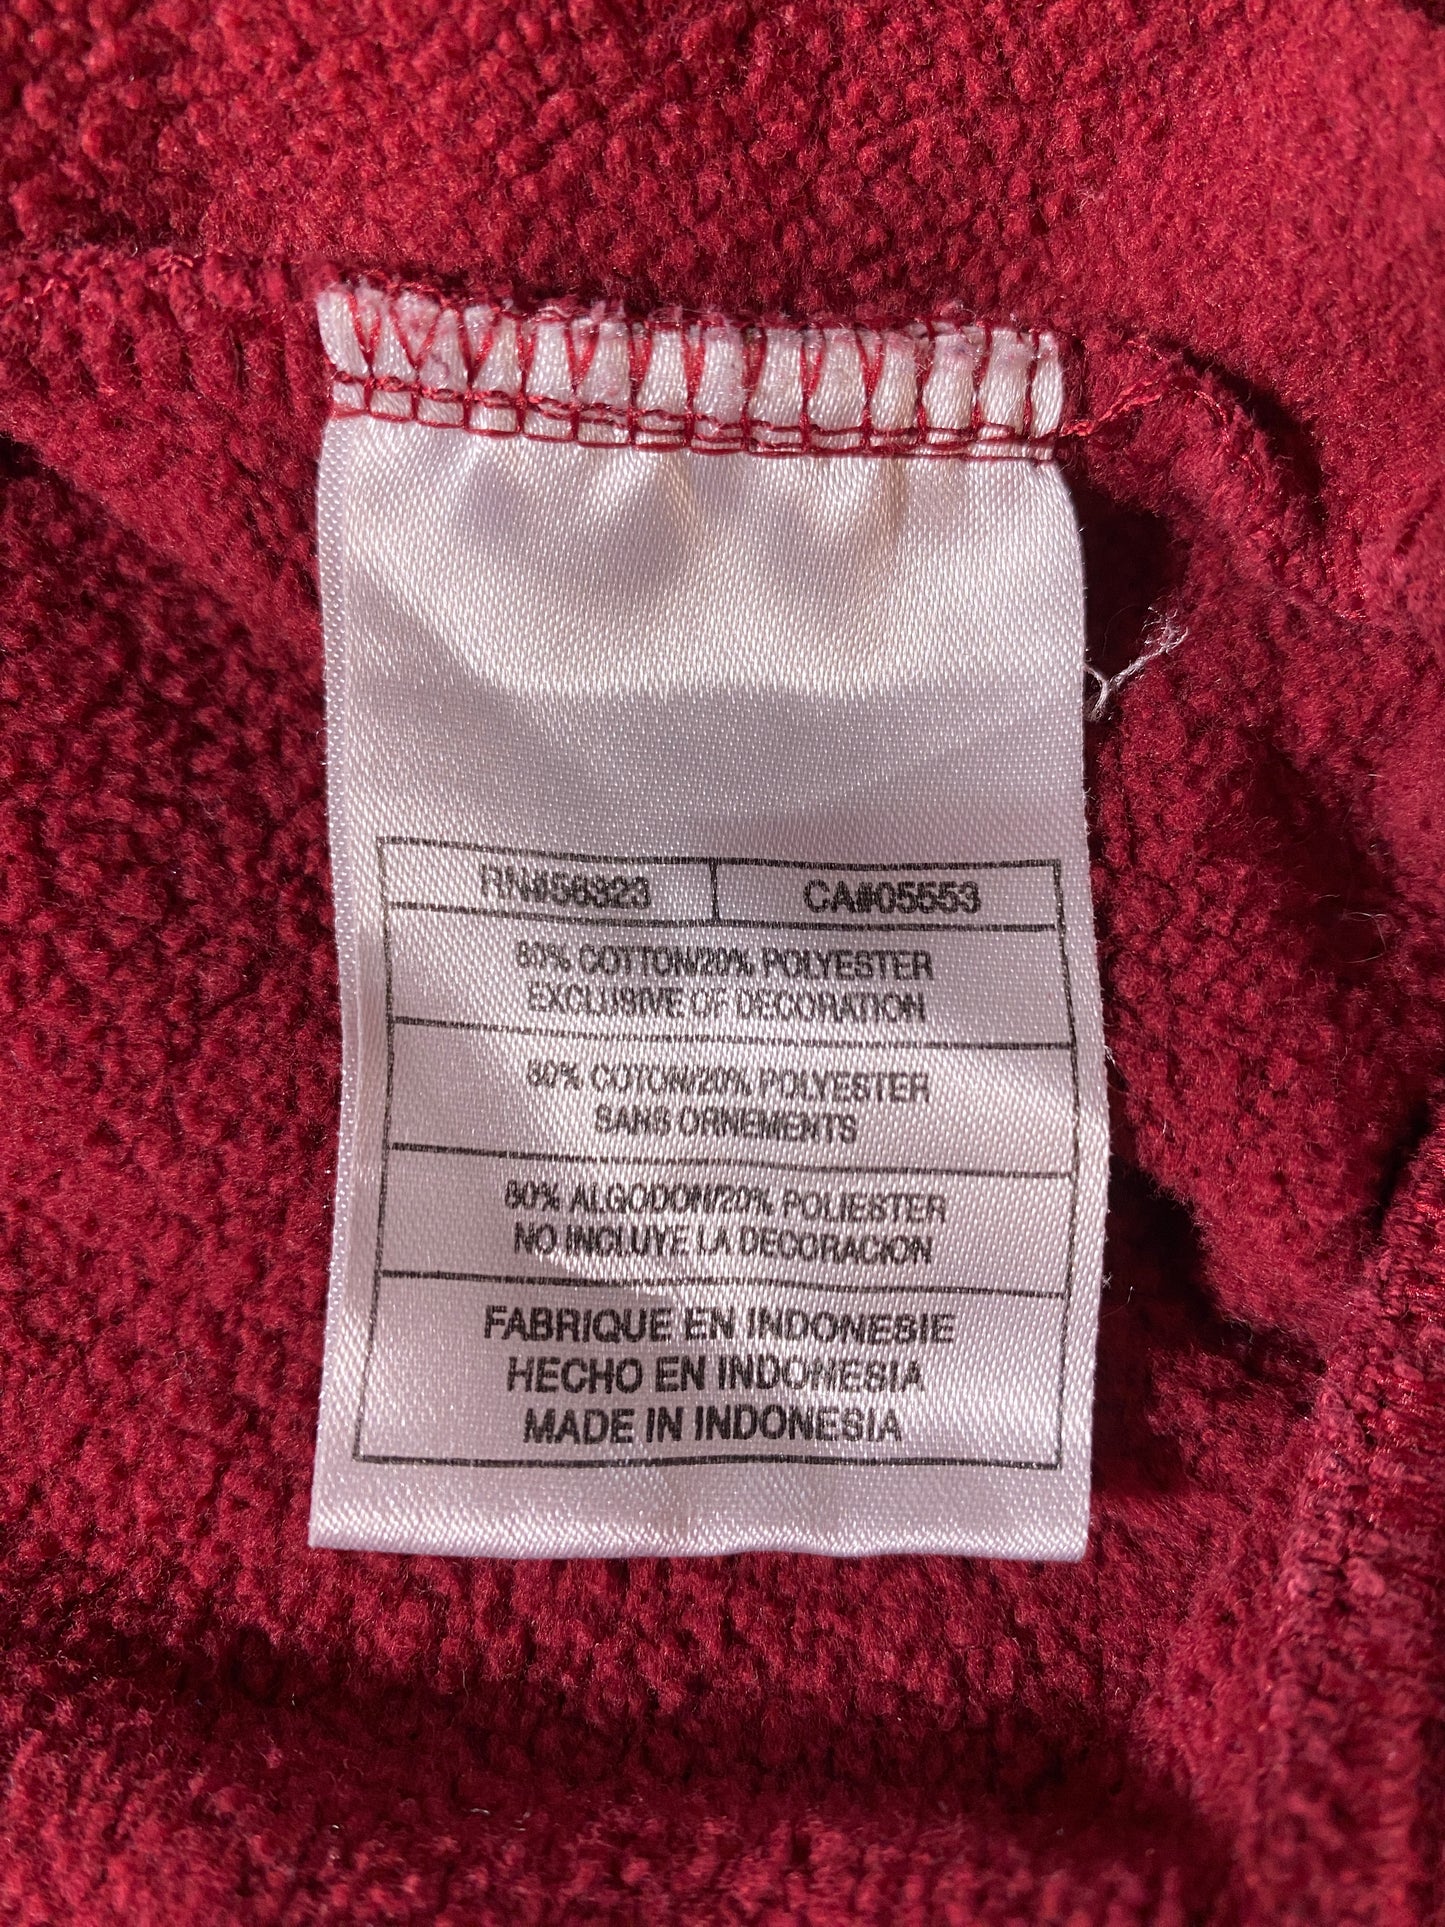 RN#56323 CA#05553
80% COTTON/20% POLYESTER
EXCLUSIVE OF DECORATION
80% COTON/20% POLYESTER
SANS ORNEMENTS
80% ALGODON/20% POLIESTER
NO INCLUYE LA DECORACION
FABRIQUE EN INDONESIE
HECHO EN INDONESIA
MADE IN INDONESIA